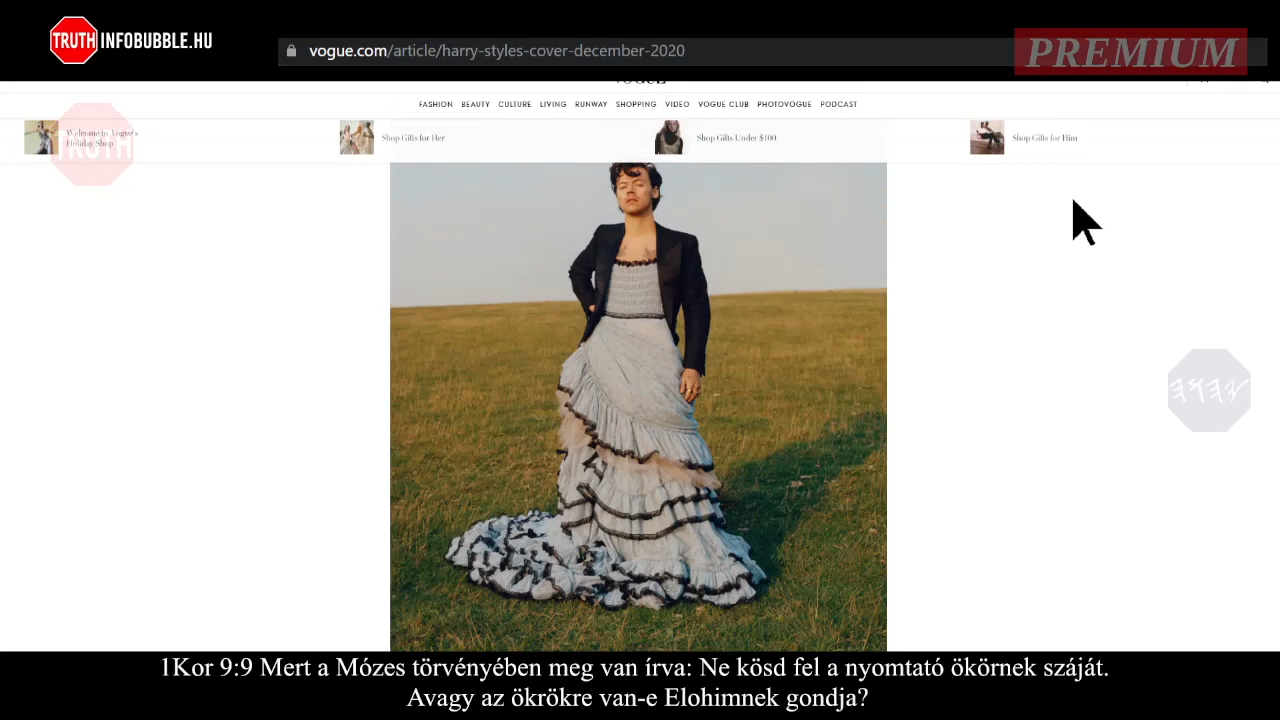 TRUTH INFOBUBBLE.HU
vogue.com/article/harry-styles-cover-december-2020
PREMIUM
VOGUE
FASHION BEAUTY CULTURE LIVING RUNWAY SHOPPING VIDEO VOGUE CLUB PHOTOVOGUE PODCAST
Welcome to Vogue's
Holiday Shop
Shop Gifts for Her
Shop Gifts Under $100
Shop Gifts for Him
TRUTH
1Kor 9:9 Mert a Mózes törvényében meg van írva: Ne kösd fel a nyomtató ökörnek száját.
Avagy az ökrökre van-e Elohimnek gondja?